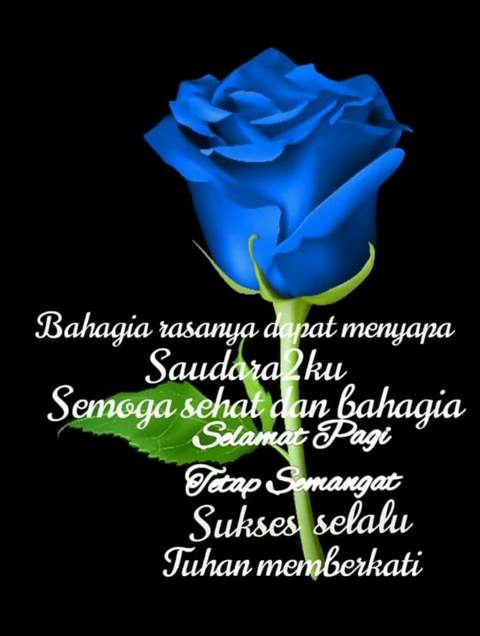 Bahagia rasanya dapat menyapa
Saudara2ku
Semoga sehat dan bahagia
Selamat Pagi
Tetap Semangat
Sukses selalu
Tuhan memberkati